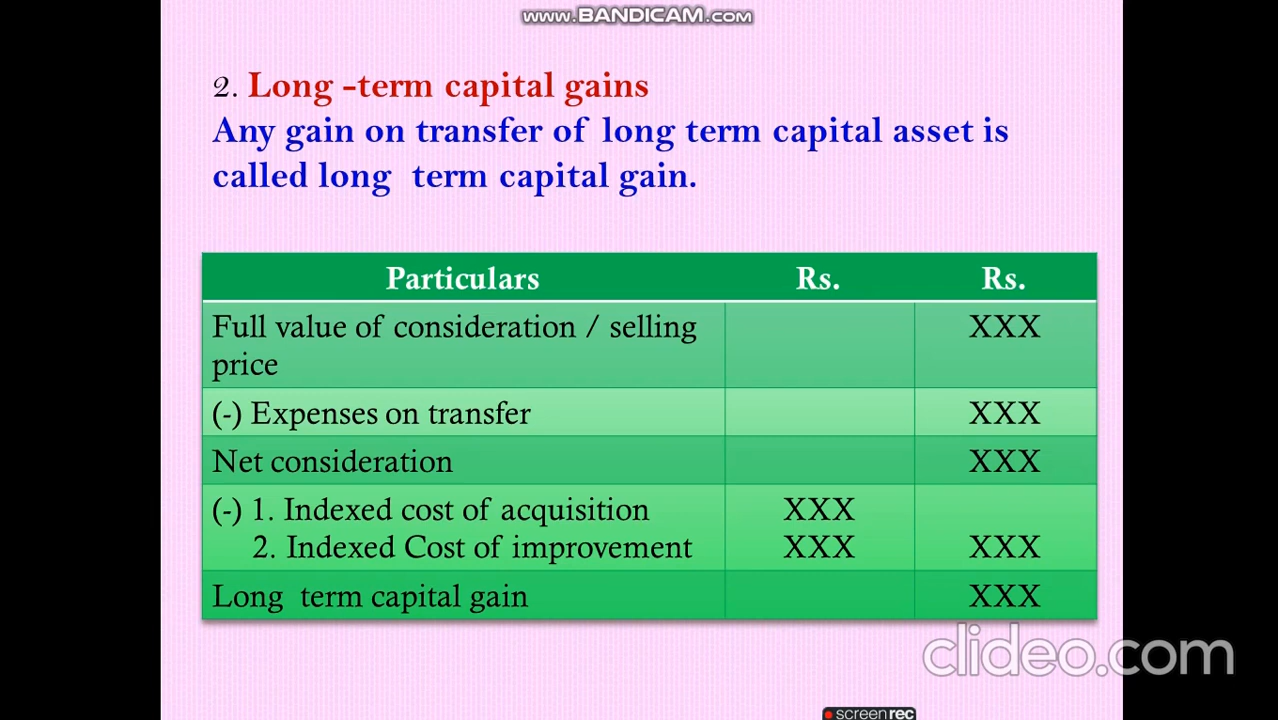 www.BANDICAM.com
2. Long -term capital gains
Any gain on transfer of long term capital asset is
called long term capital gain.
Particulars Rs. Rs.
Full value of consideration / selling XXX
price
(-) Expenses on transfer XXX
Net consideration XXX
(-) 1. Indexed cost of acquisition XXX
2. Indexed Cost of improvement XXX XXX
Long term capital gain XXX
clideo.com
screenrec